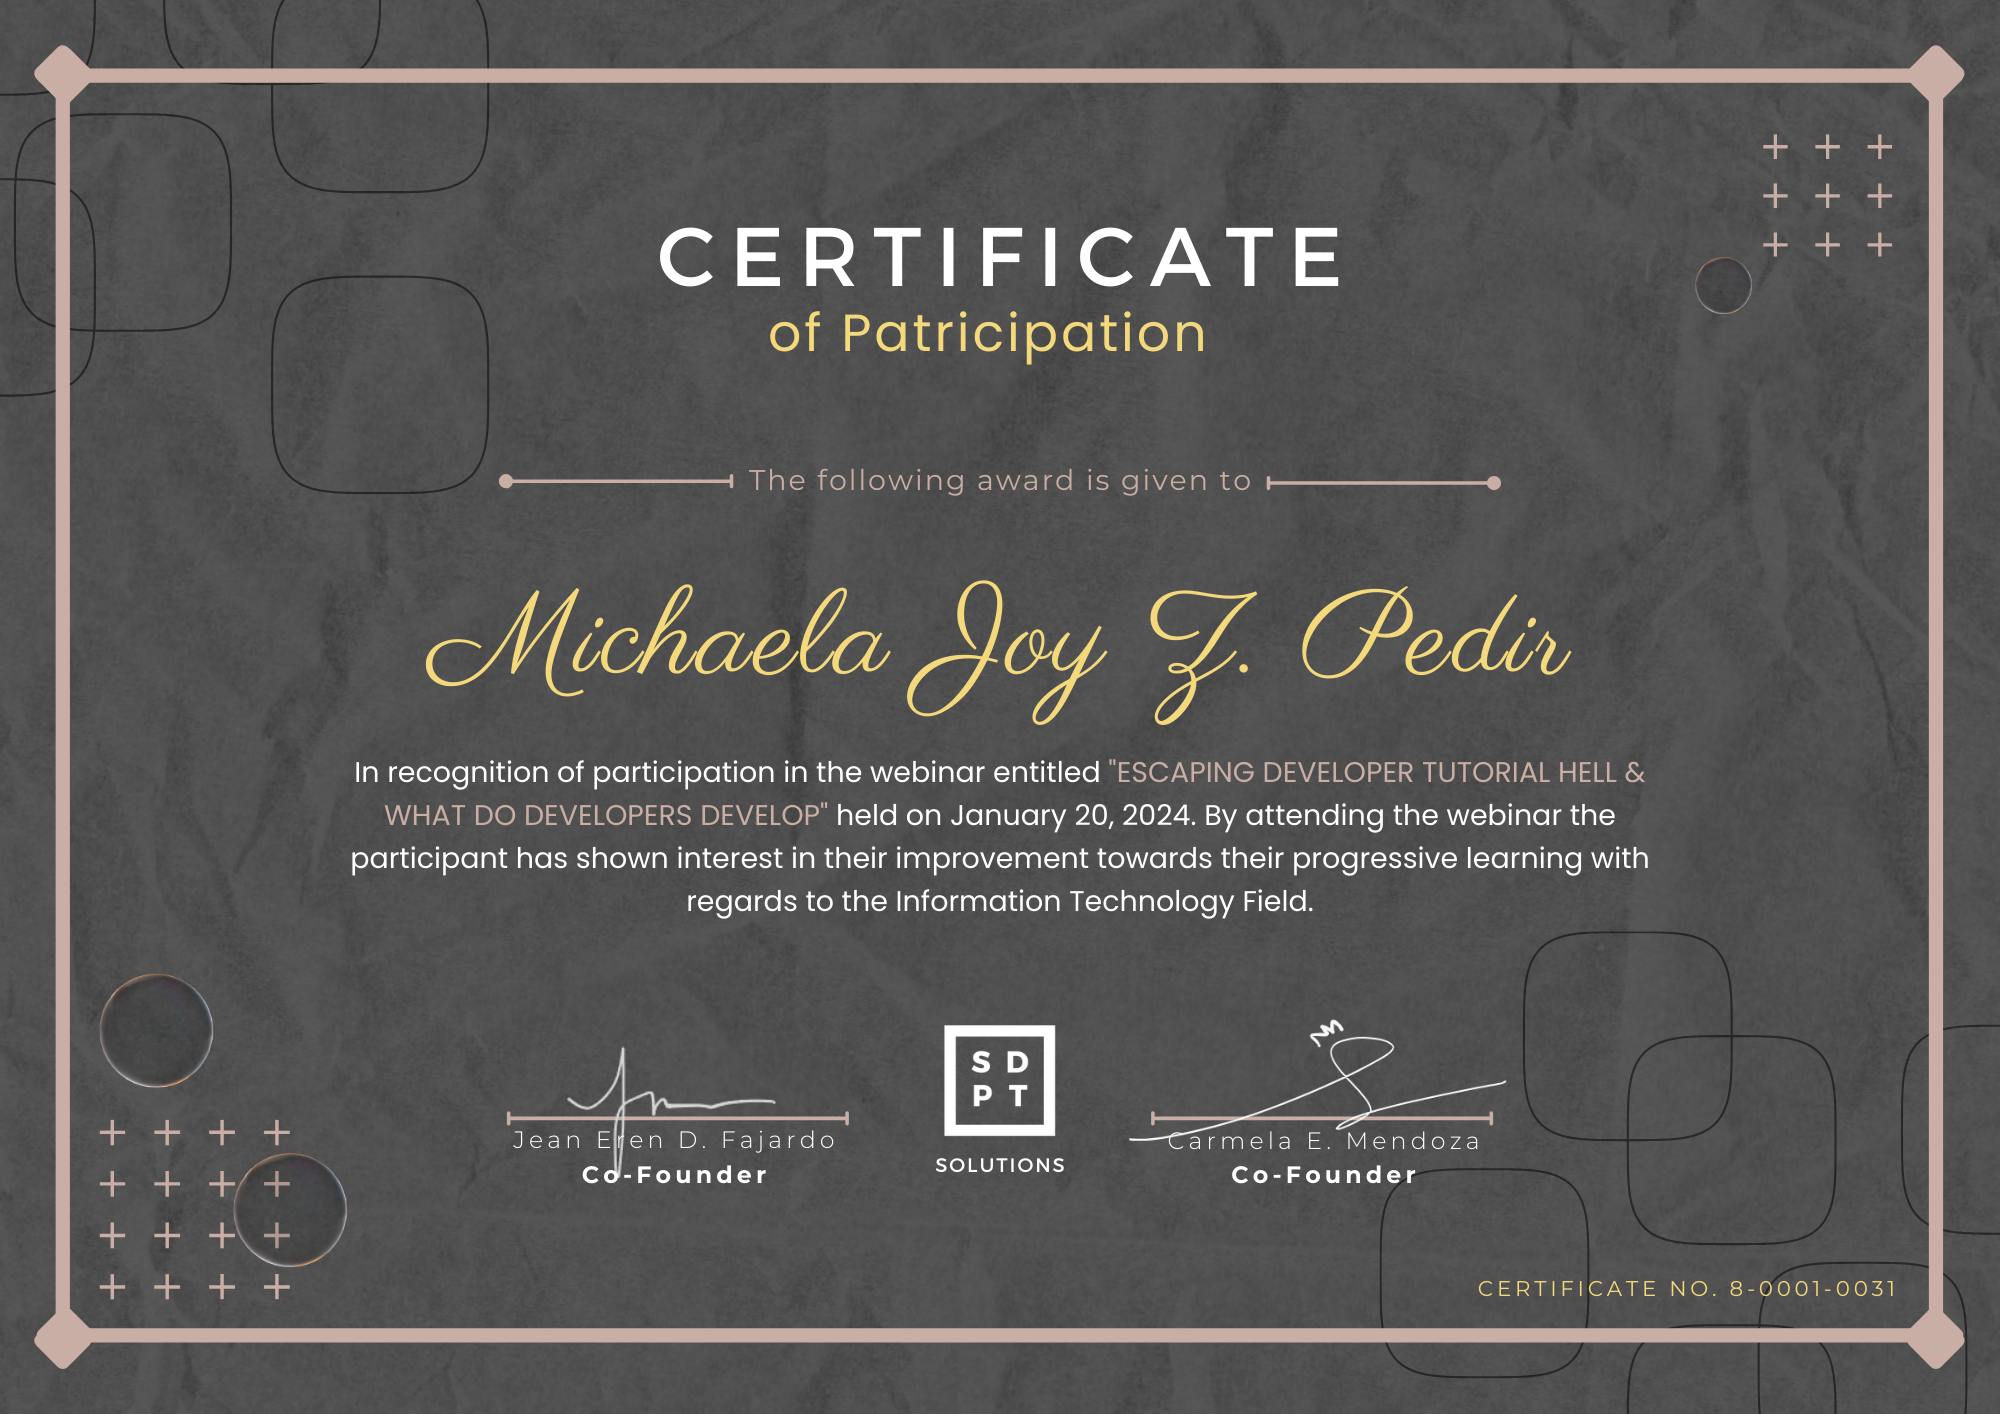 CERTIFICATE
of Patricipation
The following award is given to
Michaela Joy Z. Pedir
In recognition of participation in the webinar entitled "ESCAPING DEVELOPER TUTORIAL HELL &
WHAT DO DEVELOPERS DEVELOP" held on January 20, 2024. By attending the webinar the
participant has shown interest in their improvement towards their progressive learning with
regards to the Information Technology Field.
Jean Eren D. Fajardo
Co-Founder
S D
P T
SOLUTIONS
Carmela E. Mendoza
Co-Founder
CERTIFICATE NO. 8-0001-0031